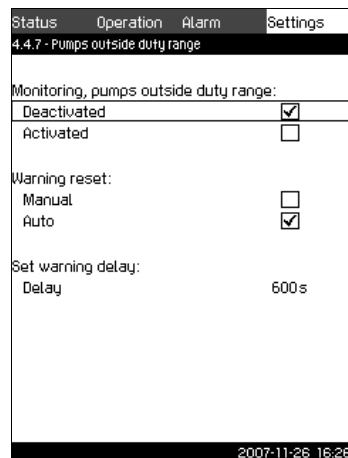 Status Operation Alarm Settings
4.4.7 - Pumps outside duty range
Monitoring, pumps outside duty range:
Deactivated
Activated
Warning reset:
Manual
Auto
Set warning delay:
Delay 600s
2007-11-26 16:26